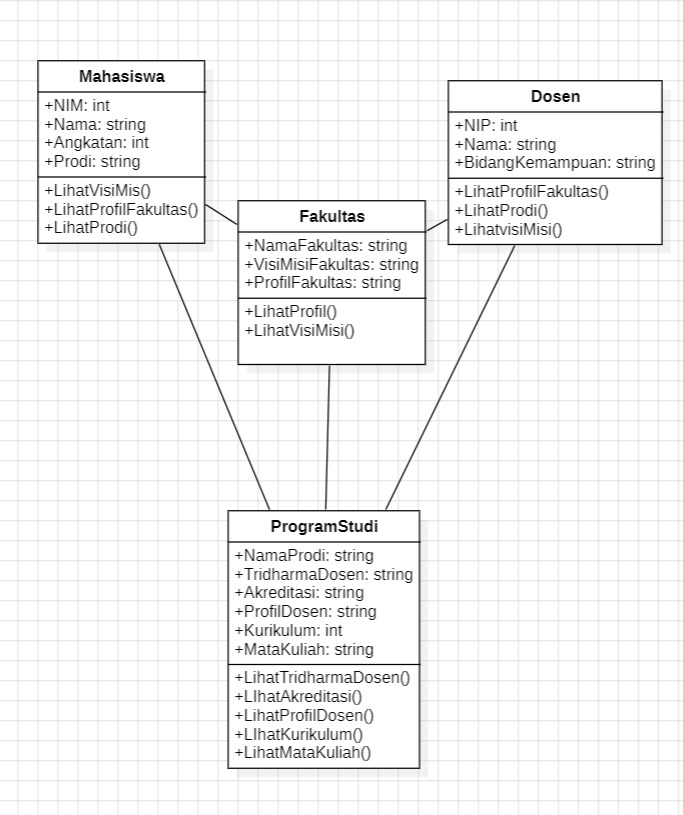 Mahasiswa
+NIM: int
+Nama: string
+Angkatan: int
+Prodi: string
+LihatVisiMis()
+LihatProfilFakultas()
+LihatProdi()
Dosen
+NIP: int
+Nama: string
+BidangKemampuan: string
+LihatProfilFakultas()
+LihatProdi()
+LihatvisiMisi()
Fakultas
+NamaFakultas: string
+VisiMisiFakultas: string
+ProfilFakultas: string
+LihatProfil()
+LihatVisiMisi()
ProgramStudi
+NamaProdi: string
+TridharmaDosen: string
+Akreditasi: string
+ProfilDosen: string
+Kurikulum: int
+MataKuliah: string
+LihatTridharmaDosen()
+LIhatAkreditasi()
+LihatProfilDosen()
+LIhatKurikulum()
+LihatMataKuliah()